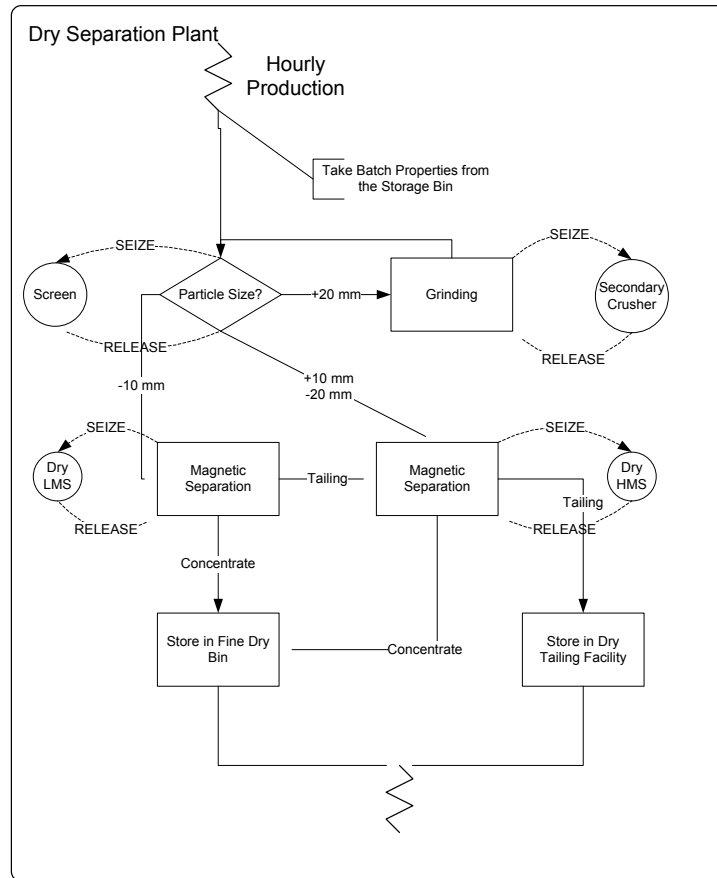 Dry Separation Plant
Hourly
Production
Take Batch Properties from
the Storage Bin
SEIZE
SEIZE
Screen
Particle Size?
+20 mm
Grinding
Secondary
Crusher
RELEASE
RELEASE
-10 mm
+10 mm
-20 mm
SEIZE
SEIZE
Dry
LMS
Magnetic
Separation
Tailing
Magnetic
Separation
Dry
HMS
Tailing
RELEASE
RELEASE
Concentrate
Store in Fine Dry
Bin
Concentrate
Store in Dry
Tailing Facility